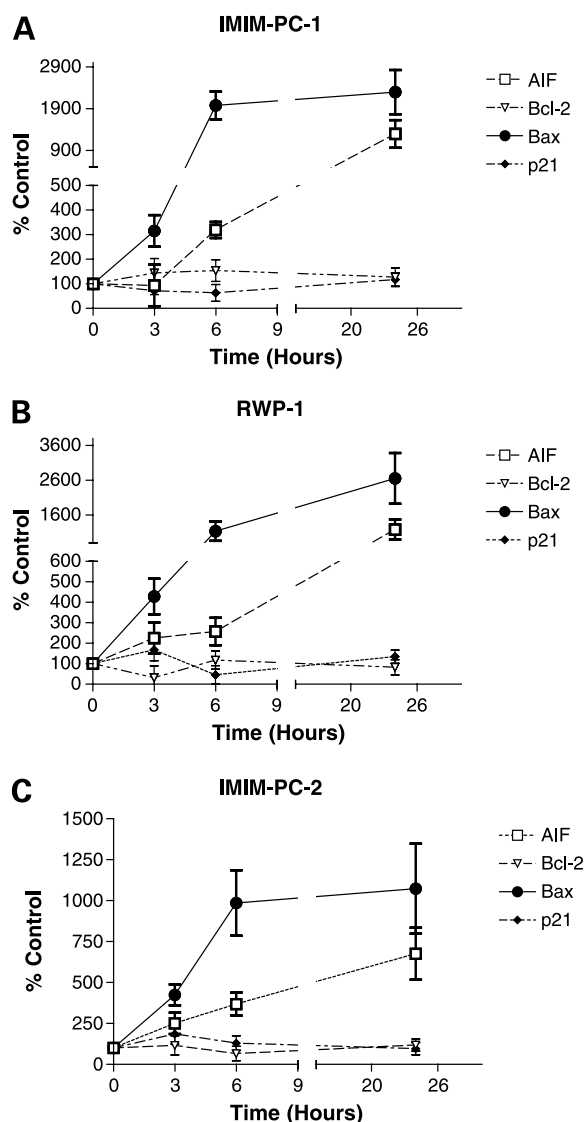 A
IMIM-PC-1
2900
1900
900
500
400
300
200
100
0
% Control
0 3 6 9 20 26
Time (Hours)
AIF
Bcl-2
Bax
p21
B
RWP-1
3600
2600
1600
600
500
400
300
200
100
0
% Control
0 3 6 9 20 26
Time (Hours)
AIF
Bcl-2
Bax
p21
C
IMIM-PC-2
1500
1250
1000
750
500
250
0
% Control
0 3 6 9 20 26
Time (Hours)
AIF
Bcl-2
Bax
p21